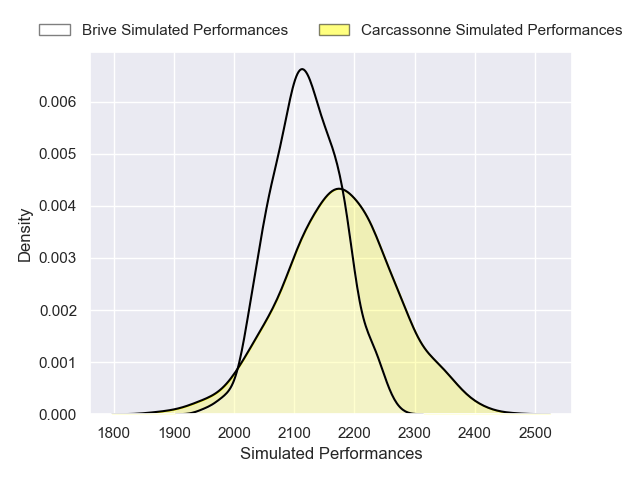 Brive Simulated Performances Carcassonne Simulated Performances
0.006
0.005
0.004
0.003
0.002
0.001
0.000
Density
1800 1900 2000 2100 2200 2300 2400 2500
Simulated Performances